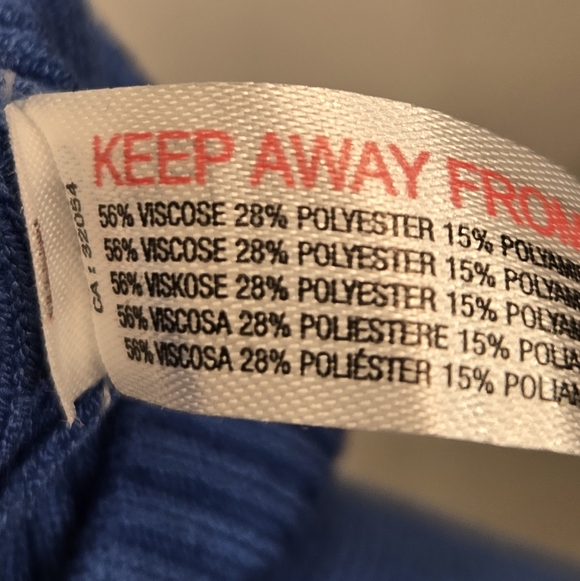 KEEP AWAY FROM
56% VISCOSE 28% POLYESTER 15%
56% VISCOSE 28% POLYESTER 15%
56% VISKOSE 28% POLYESTER 15%
56% VISCOSA 28% POLIESTERE 15%
56% VISCOSA 28% POLIÉSTER 15%
CA: 32054